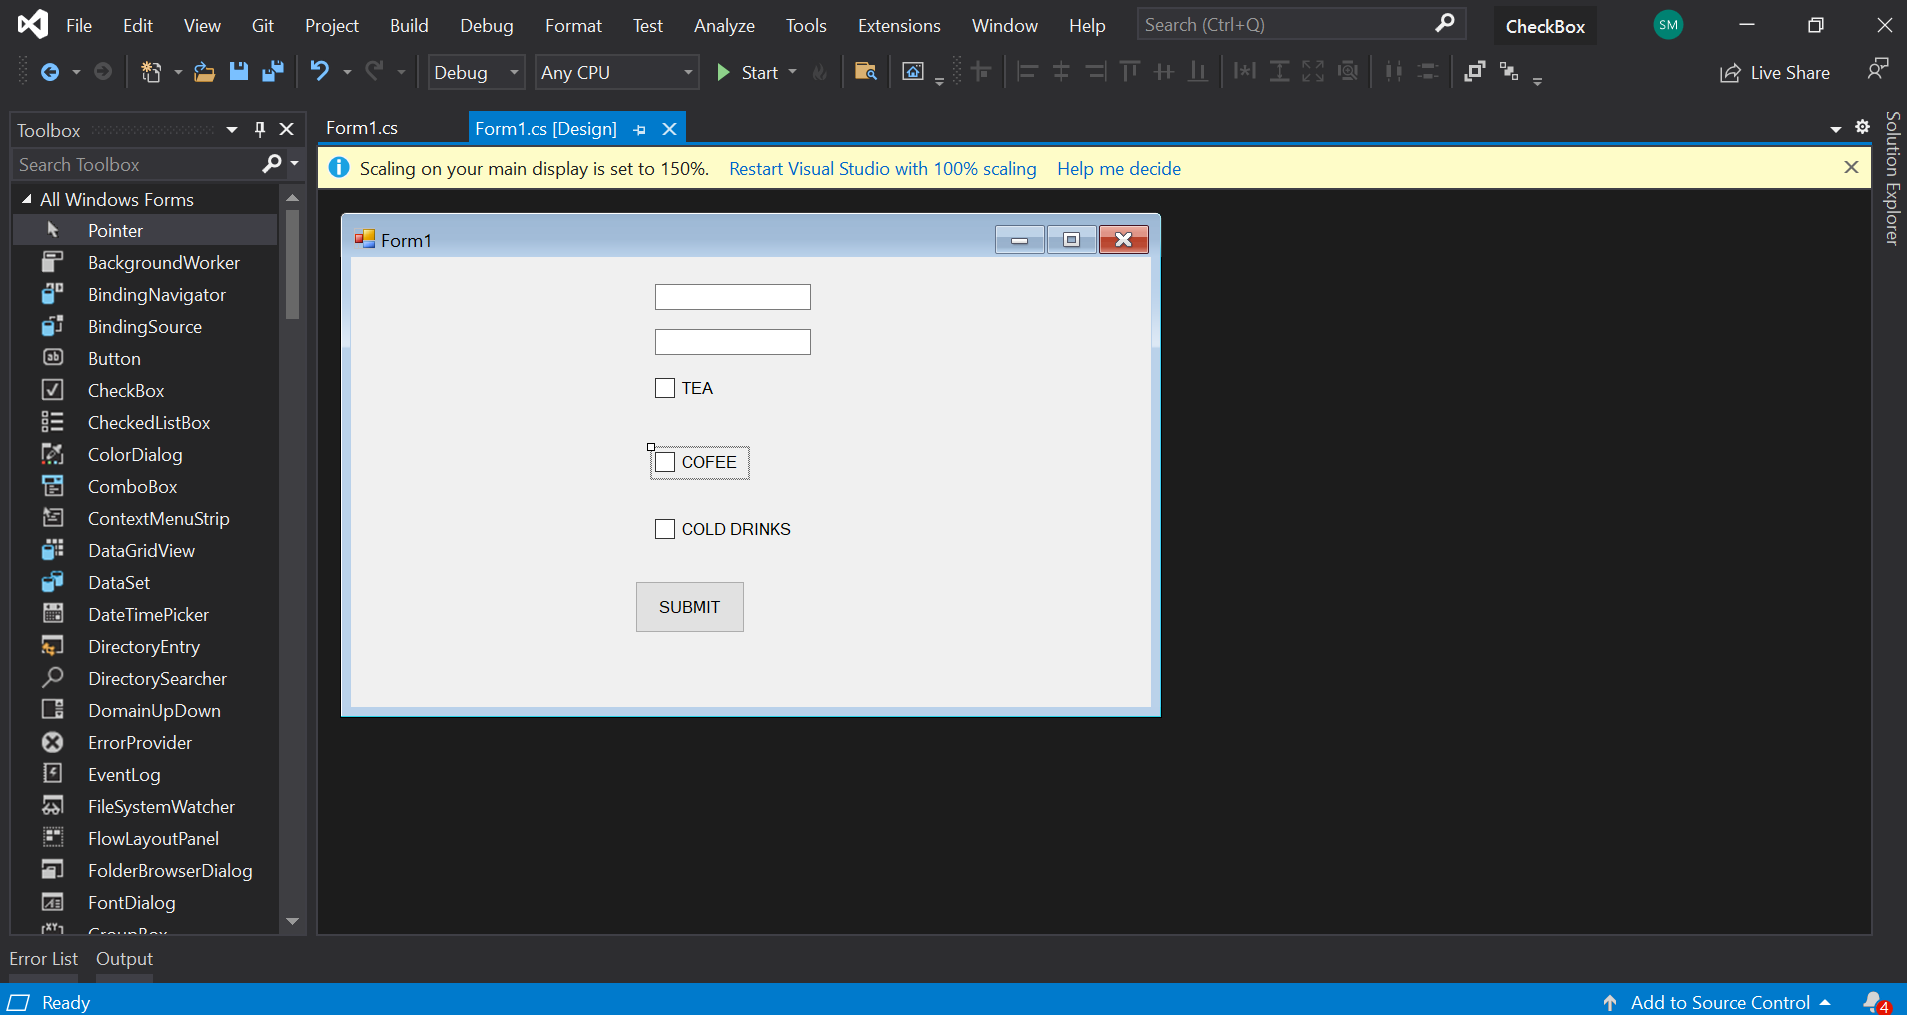 File Edit View Git Project Build Debug Format Test Analyze Tools Extensions Window Help Search (Ctrl+Q) CheckBox SM
Debug Any CPU Start Live Share
Toolbox
Search Toolbox
All Windows Forms
Pointer
BackgroundWorker
BindingNavigator
BindingSource
Button
CheckBox
CheckedListBox
ColorDialog
ComboBox
ContextMenuStrip
DataGridView
DataSet
DateTimePicker
DirectoryEntry
DirectorySearcher
DomainUpDown
ErrorProvider
EventLog
FileSystemWatcher
FlowLayoutPanel
FolderBrowserDialog
FontDialog
GroupBox
Form1.cs Form1.cs [Design]
Scaling on your main display is set to 150%. Restart Visual Studio with 100% scaling Help me decide
Form1
TEA
COFEE
COLD DRINKS
SUBMIT
Solution Explorer
Error List Output
Ready Add to Source Control 4